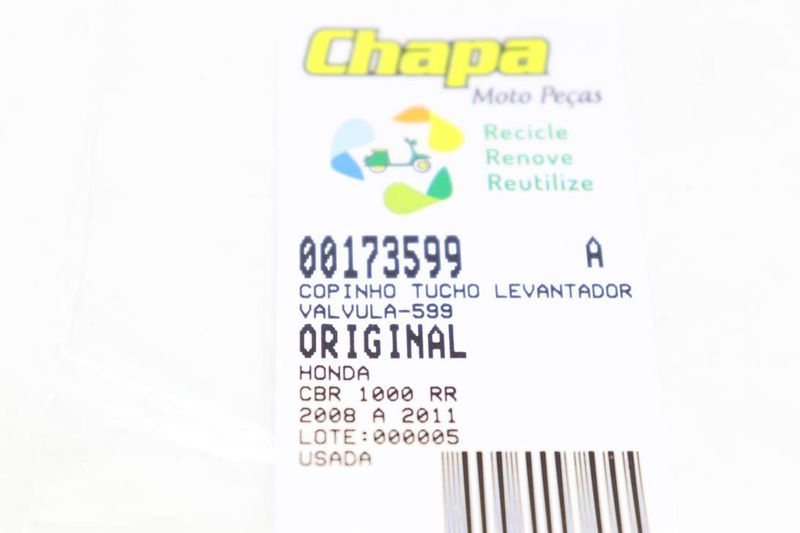 Chapa
Moto Peças
Recicle
Renove
Reutilize
00173599 A
COPINHO TUCHO LEVANTADOR
VALVULA-599
ORIGINAL
HONDA
CBR 1000 RR
2008 A 2011
LOTE:000005
USADA